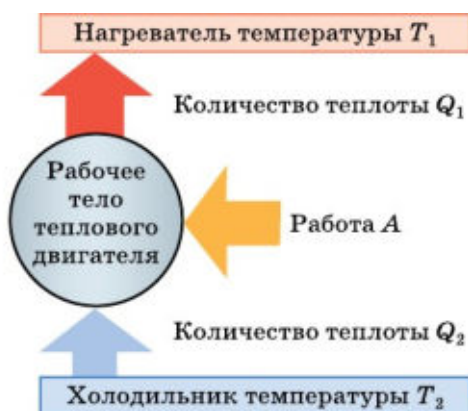 Нагреватель температуры T₁
Количество теплоты Q₁
Рабочее
тело
теплового
двигателя
Работа A
Количество теплоты Q₂
Холодильник температуры T₂